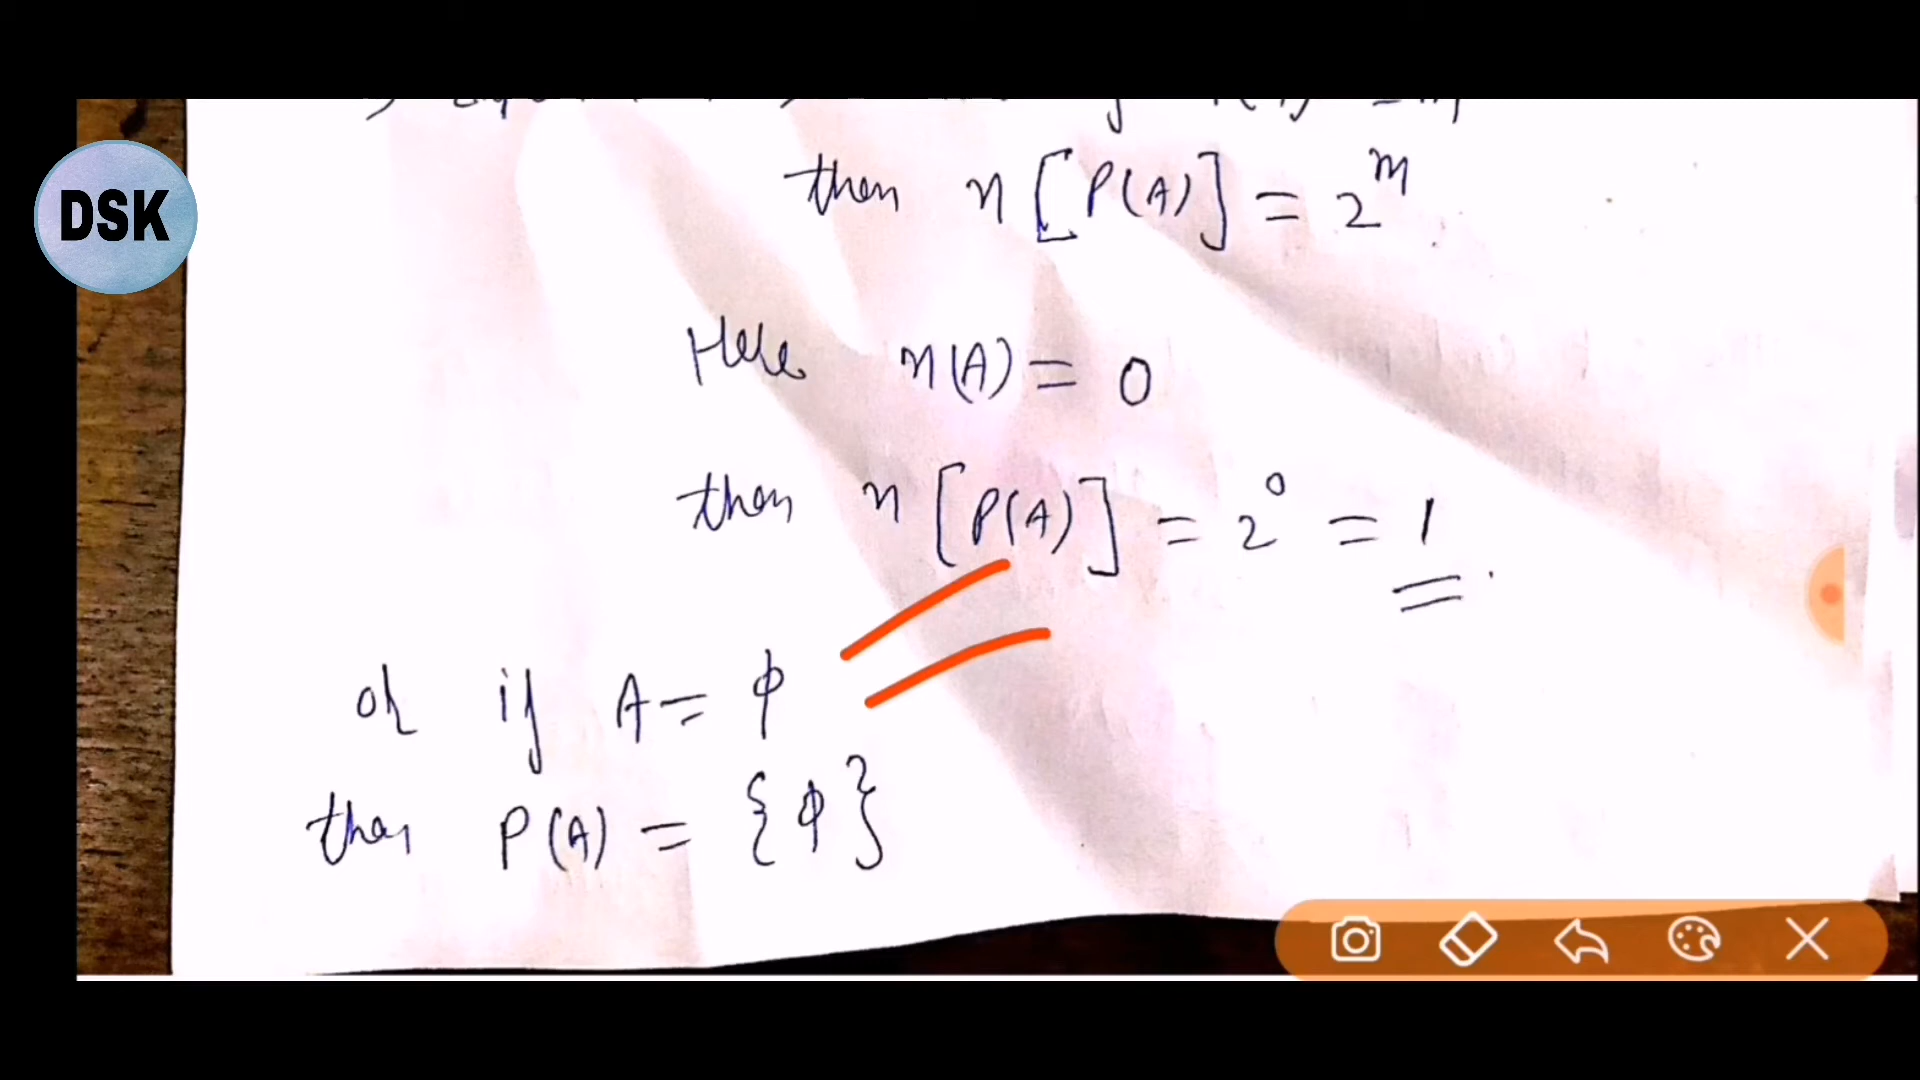 DSK
then n[P(A)] = 2^m
Here n(A) = 0
then n[P(A)] = 2^0 = 1
or if A = ϕ
then P(A) = {ϕ}